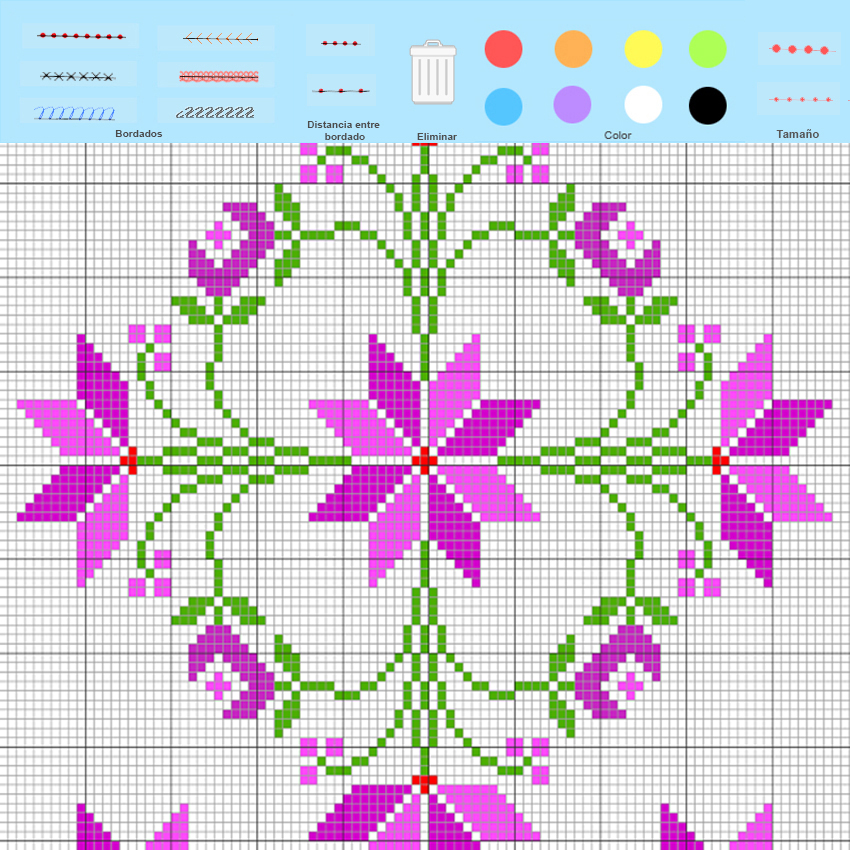 Bordados
Distancia entre
bordado
Eliminar
Color
Tamaño